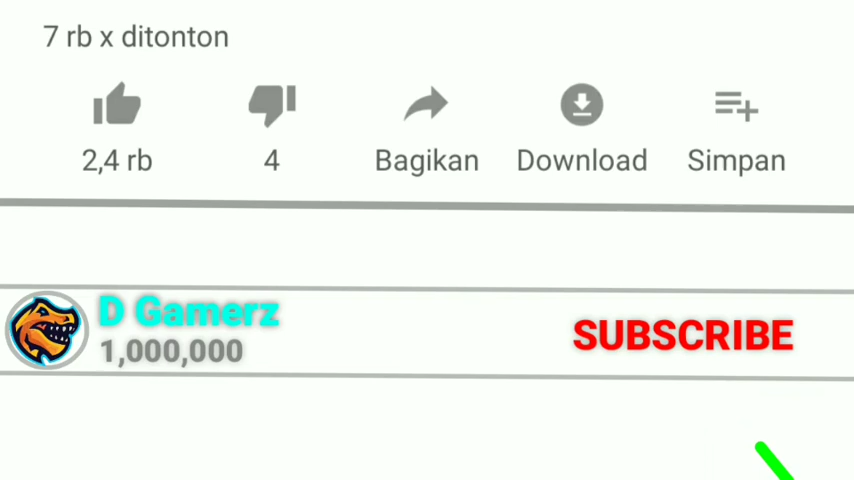 7 rb x ditonton
2,4 rb 4 Bagikan Download Simpan
D Gamerz
1,000,000
SUBSCRIBE